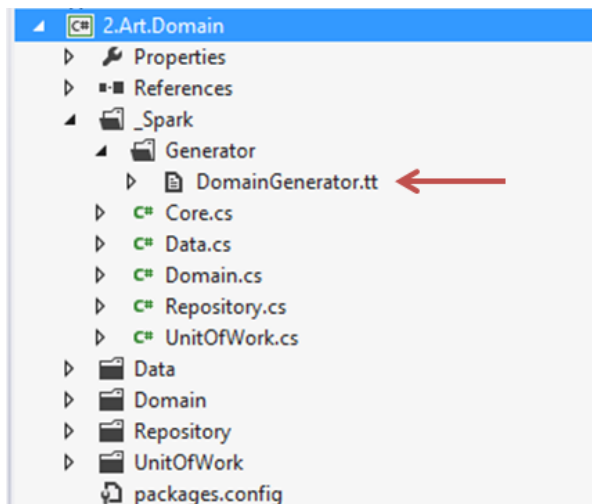 C# 2.Art.Domain
Properties
References
_Spark
Generator
DomainGenerator.tt
C# Core.cs
C# Data.cs
C# Domain.cs
C# Repository.cs
C# UnitOfWork.cs
Data
Domain
Repository
UnitOfWork
packages.config